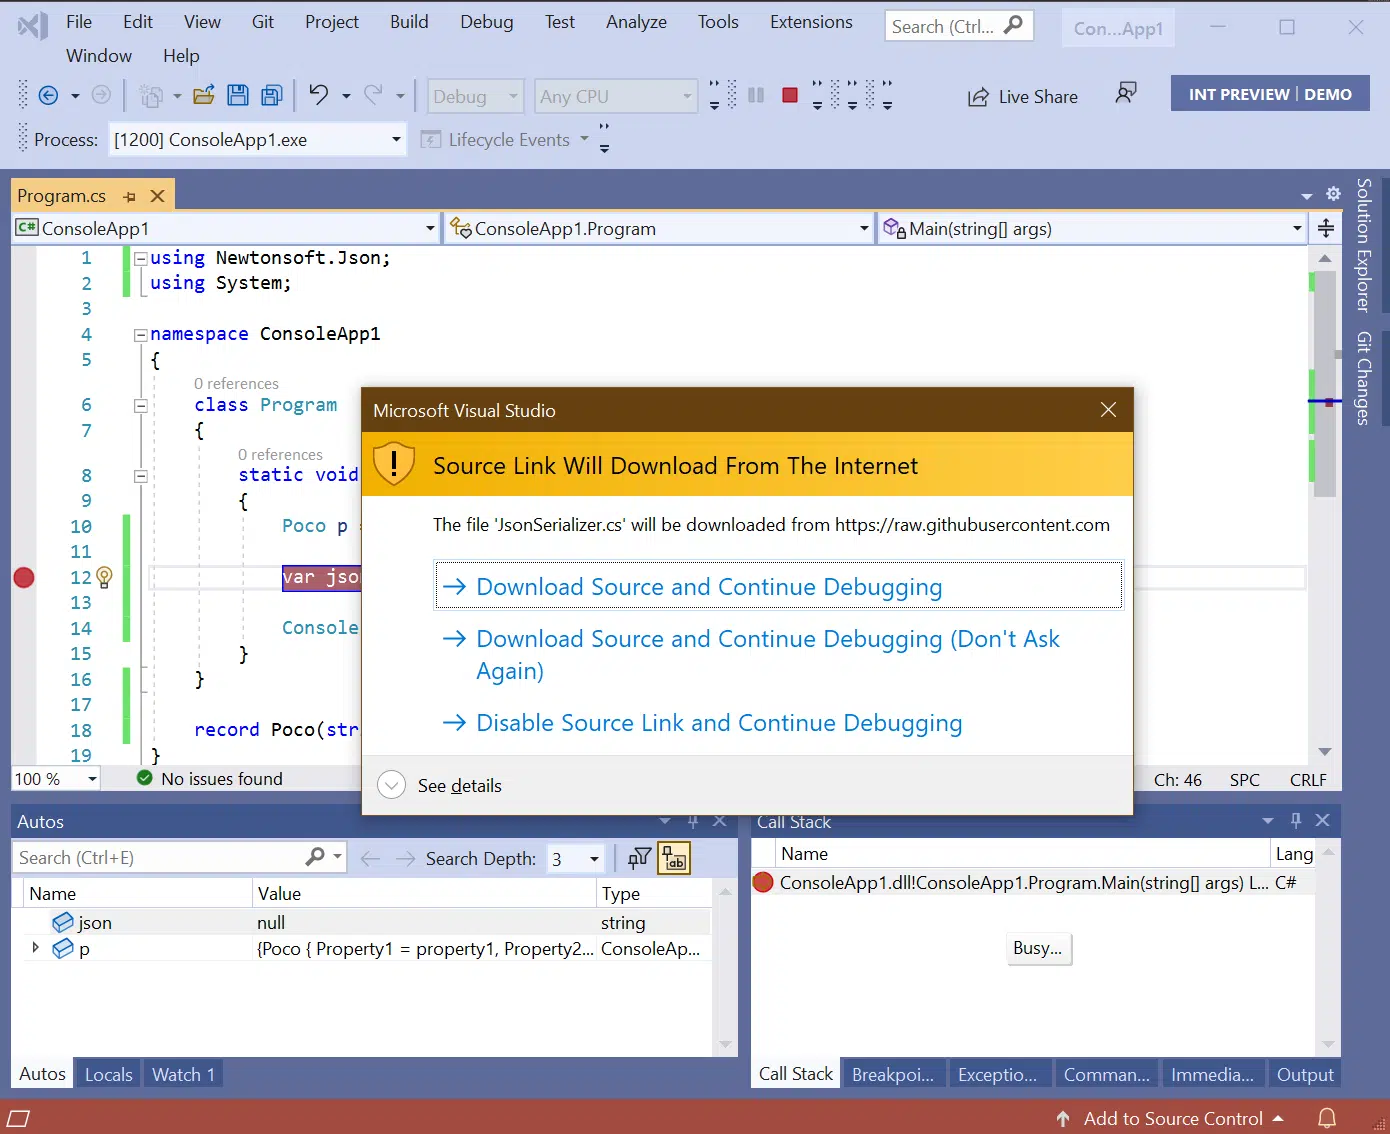 File Edit View Git Project Build Debug Test Analyze Tools Extensions Search (Ctrl... Con...App1
Window Help
Debug Any CPU Live Share INT PREVIEW | DEMO
Process: [1200] ConsoleApp1.exe Lifecycle Events
Program.cs
C# ConsoleApp1 ConsoleApp1.Program Main(string[] args)
Solution Explorer
Git Changes
1 using Newtonsoft.Json;
2 using System;
3
4 namespace ConsoleApp1
5 {
0 references
6 class Program
7 {
0 references
8 static void
9 {
10 Poco p
11
12 var jso
13
14 Console
15 }
16 }
17
18 record Poco(str
19 }
Microsoft Visual Studio
Source Link Will Download From The Internet
The file 'JsonSerializer.cs' will be downloaded from https://raw.githubusercontent.com
Download Source and Continue Debugging
Download Source and Continue Debugging (Don't Ask
Again)
Disable Source Link and Continue Debugging
See details
100 % No issues found Ch: 46 SPC CRLF
Autos
Search (Ctrl+E) Search Depth: 3
Name Value Type
json null string
p {Poco { Property1 = property1, Property2... ConsoleAp...
Autos Locals Watch 1
Call Stack
Name Lang
ConsoleApp1.dll!ConsoleApp1.Program.Main(string[] args) L... C#
Busy...
Call Stack Breakpoi... Exceptio... Comman... Immedia... Output
Add to Source Control